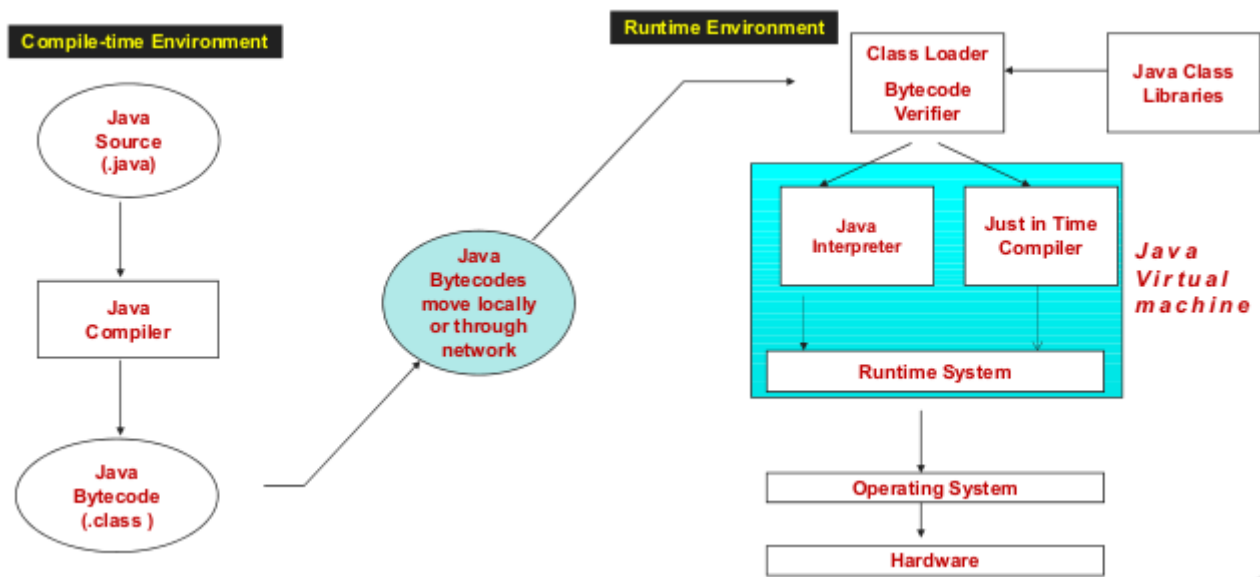 Compile-time Environment
Java
Source
(.java)
Java
Compiler
Java
Bytecode
(.class )
Java
Bytecodes
move locally
or through
network
Runtime Environment
Class Loader
Bytecode
Verifier
Java Class
Libraries
Java
Interpreter
Just in Time
Compiler
Runtime System
Java
Virtual
machine
Operating System
Hardware